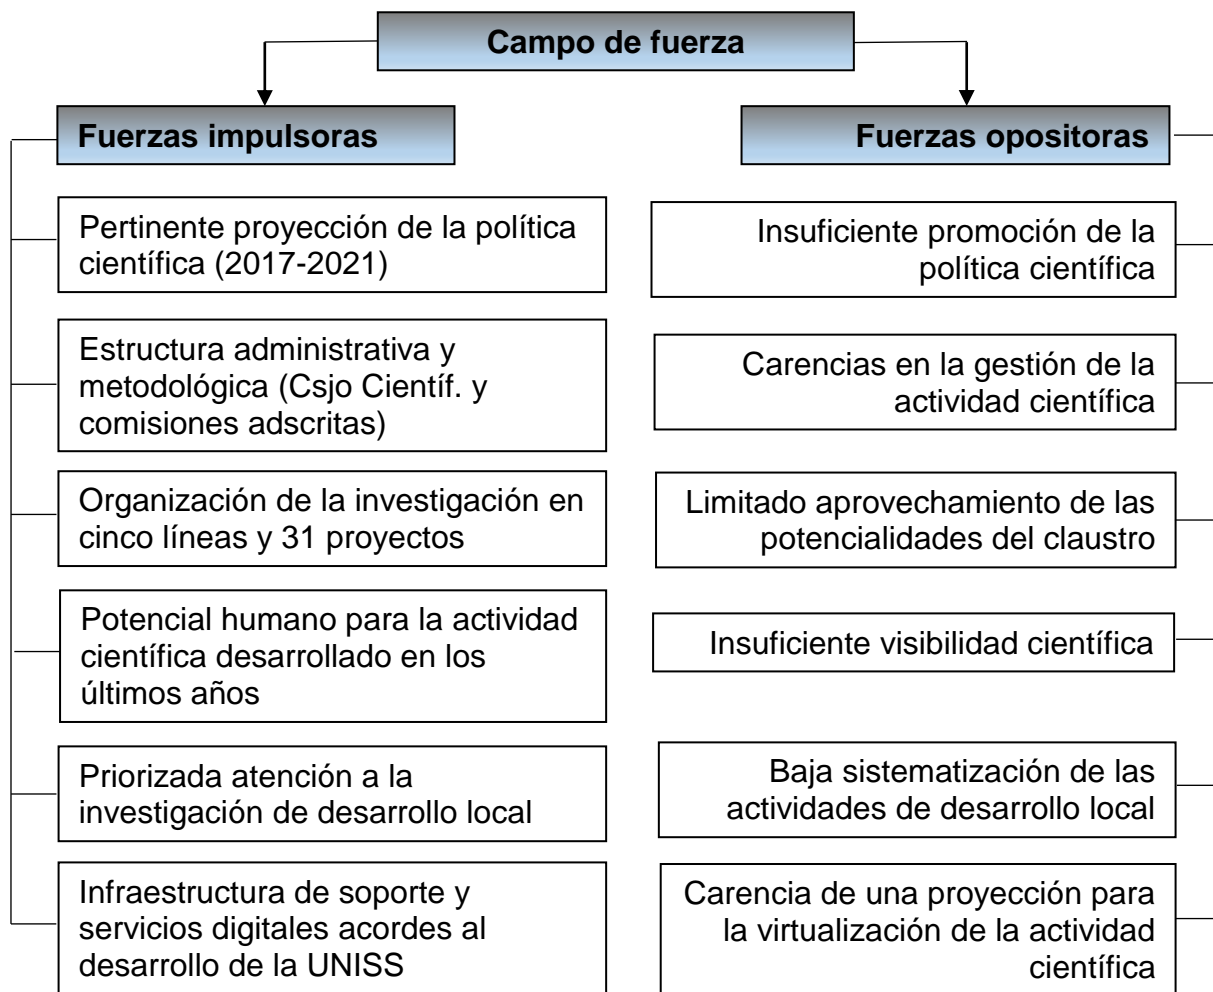 Campo de fuerza
Fuerzas impulsoras
Pertinente proyección de la política
científica (2017-2021)
Estructura administrativa y
metodológica (Csjo Científ. y
comisiones adscritas)
Organización de la investigación en
cinco líneas y 31 proyectos
Potencial humano para la actividad
científica desarrollado en los
últimos años
Priorizada atención a la
investigación de desarrollo local
Infraestructura de soporte y
servicios digitales acordes al
desarrollo de la UNISS
Fuerzas opositoras
Insuficiente promoción de la
política científica
Carencias en la gestión de la
actividad científica
Limitado aprovechamiento de las
potencialidades del claustro
Insuficiente visibilidad científica
Baja sistematización de las
actividades de desarrollo local
Carencia de una proyección para
la virtualización de la actividad
científica